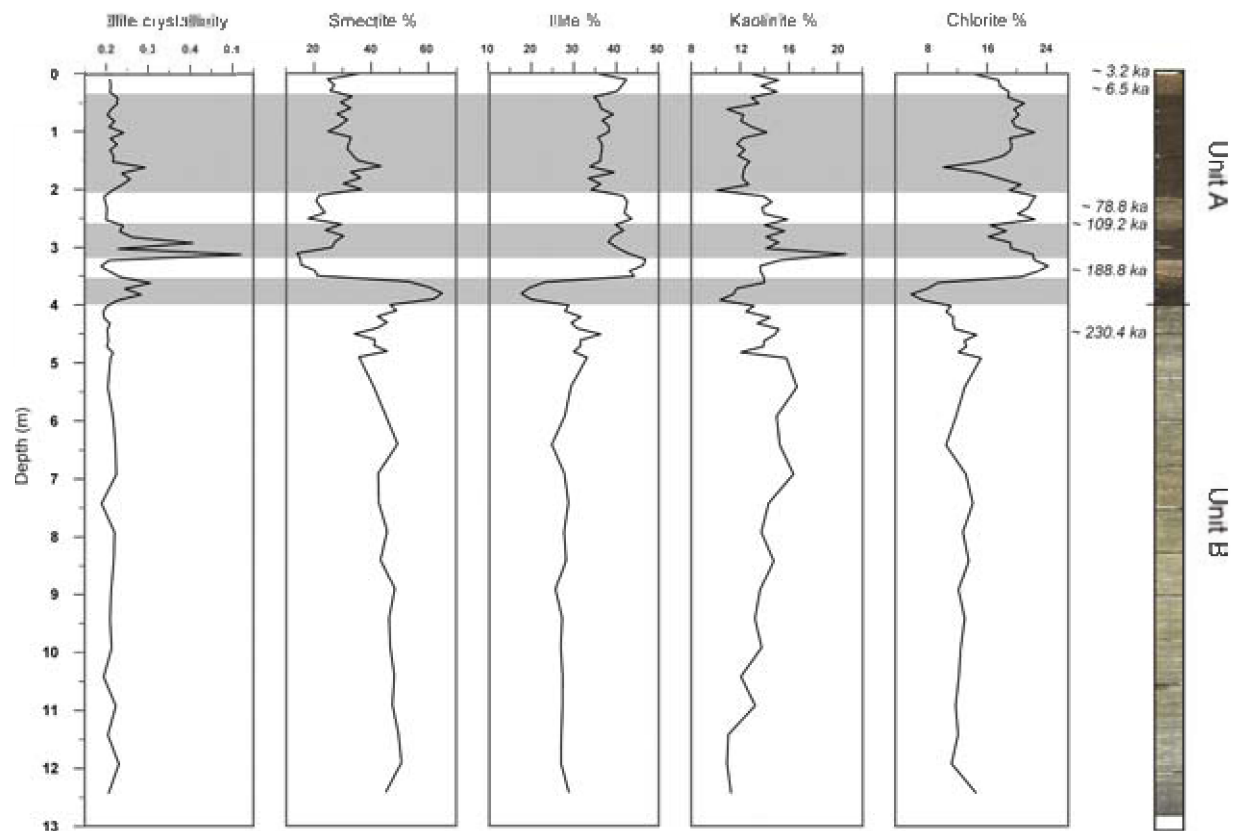 Illite crystallinity Smectite % Illite % Kaolinite % Chlorite %
0.2 0.3 0.4 20 40 60 10 20 30 40 50 8 12 16 20 8 16 24
0
1
2
3
4
5
6
7
8
9
10
11
12
13
Depth (m)
~ 3.2 ka
~ 6.5 ka
~ 78.8 ka
~ 109.2 ka
~ 188.8 ka
~ 230.4 ka
Unit A
Unit B